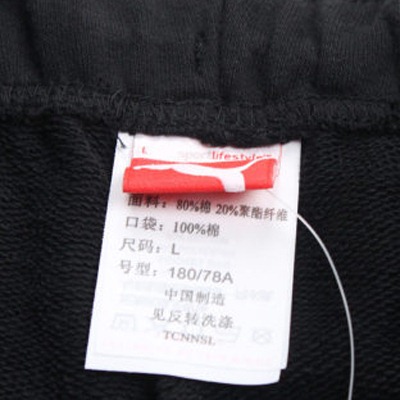 L
sportlifestyle
面料：80%棉 20%聚酯纤维
口袋：100%棉
尺码：L
号型：180/78A
中国制造
见反转洗涤
TCNNSL